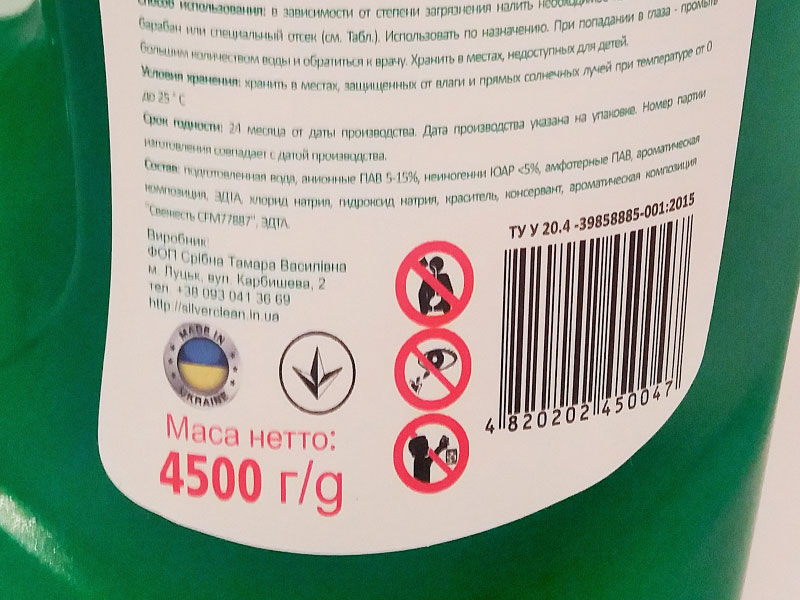 Способ использования: в зависимости от степени загрязнения налить необходимое
барабан или специальный отсек (см. Табл.). Использовать по назначению. При попадании в глаза - промыть
большим количеством воды и обратиться к врачу. Хранить в местах, недоступных для детей.
Условия хранения: хранить в местах, защищенных от влаги и прямых солнечных лучей при температуре от 0
до 25 ° С
Срок годности: 24 месяца от даты производства. Дата производства указана на упаковке. Номер партии
изготовления совпадает с датой производства.
Состав: подготовленная вода, анионные ПАВ 5-15%, неиногенни ЮАР <5%, амфотерные ПАВ, ароматическая
композиция, ЭДТА, хлорид натрия, гидроксид натрия, краситель, консервант, ароматическая композиция
"Свежесть CFM77887", ЭДТА.
ТУ У 20.4 -39858885-001:2015
Виробник:
ФОП Срібна Тамара Василівна
м. Луцьк, вул. Карбишева, 2
тел. +38 093 041 36 69
http://silverclean.in.ua
MADE IN
UKRAINE
4 820202 450047
Маса нетто:
4500 г/g